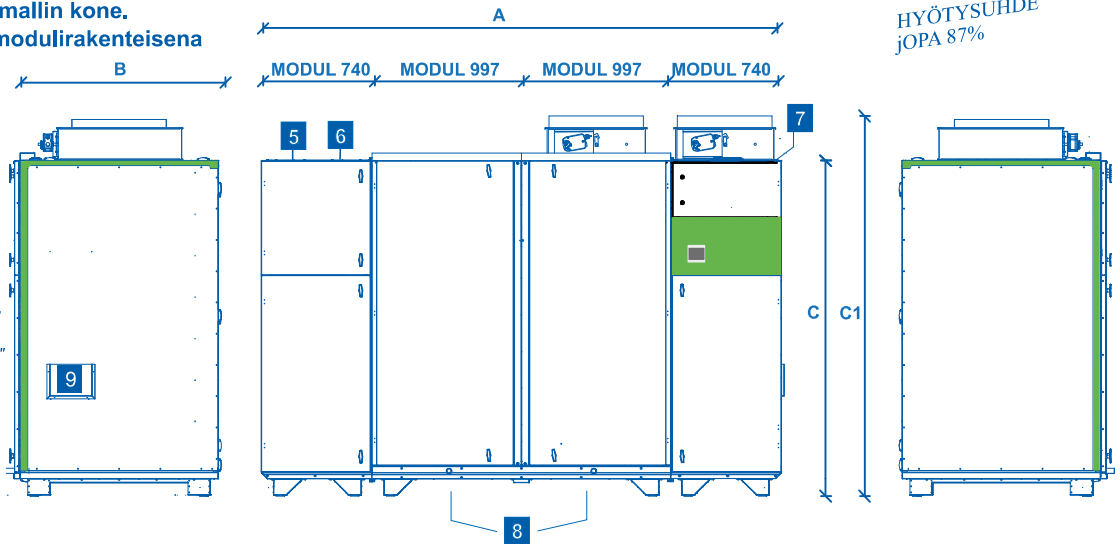 mallin kone.
modulirakenteisena
HYÖTYSUHDE
jOPA 87%
A
B
MODUL 740
MODUL 997
MODUL 997
MODUL 740
5
6
7
C
C1
9
8